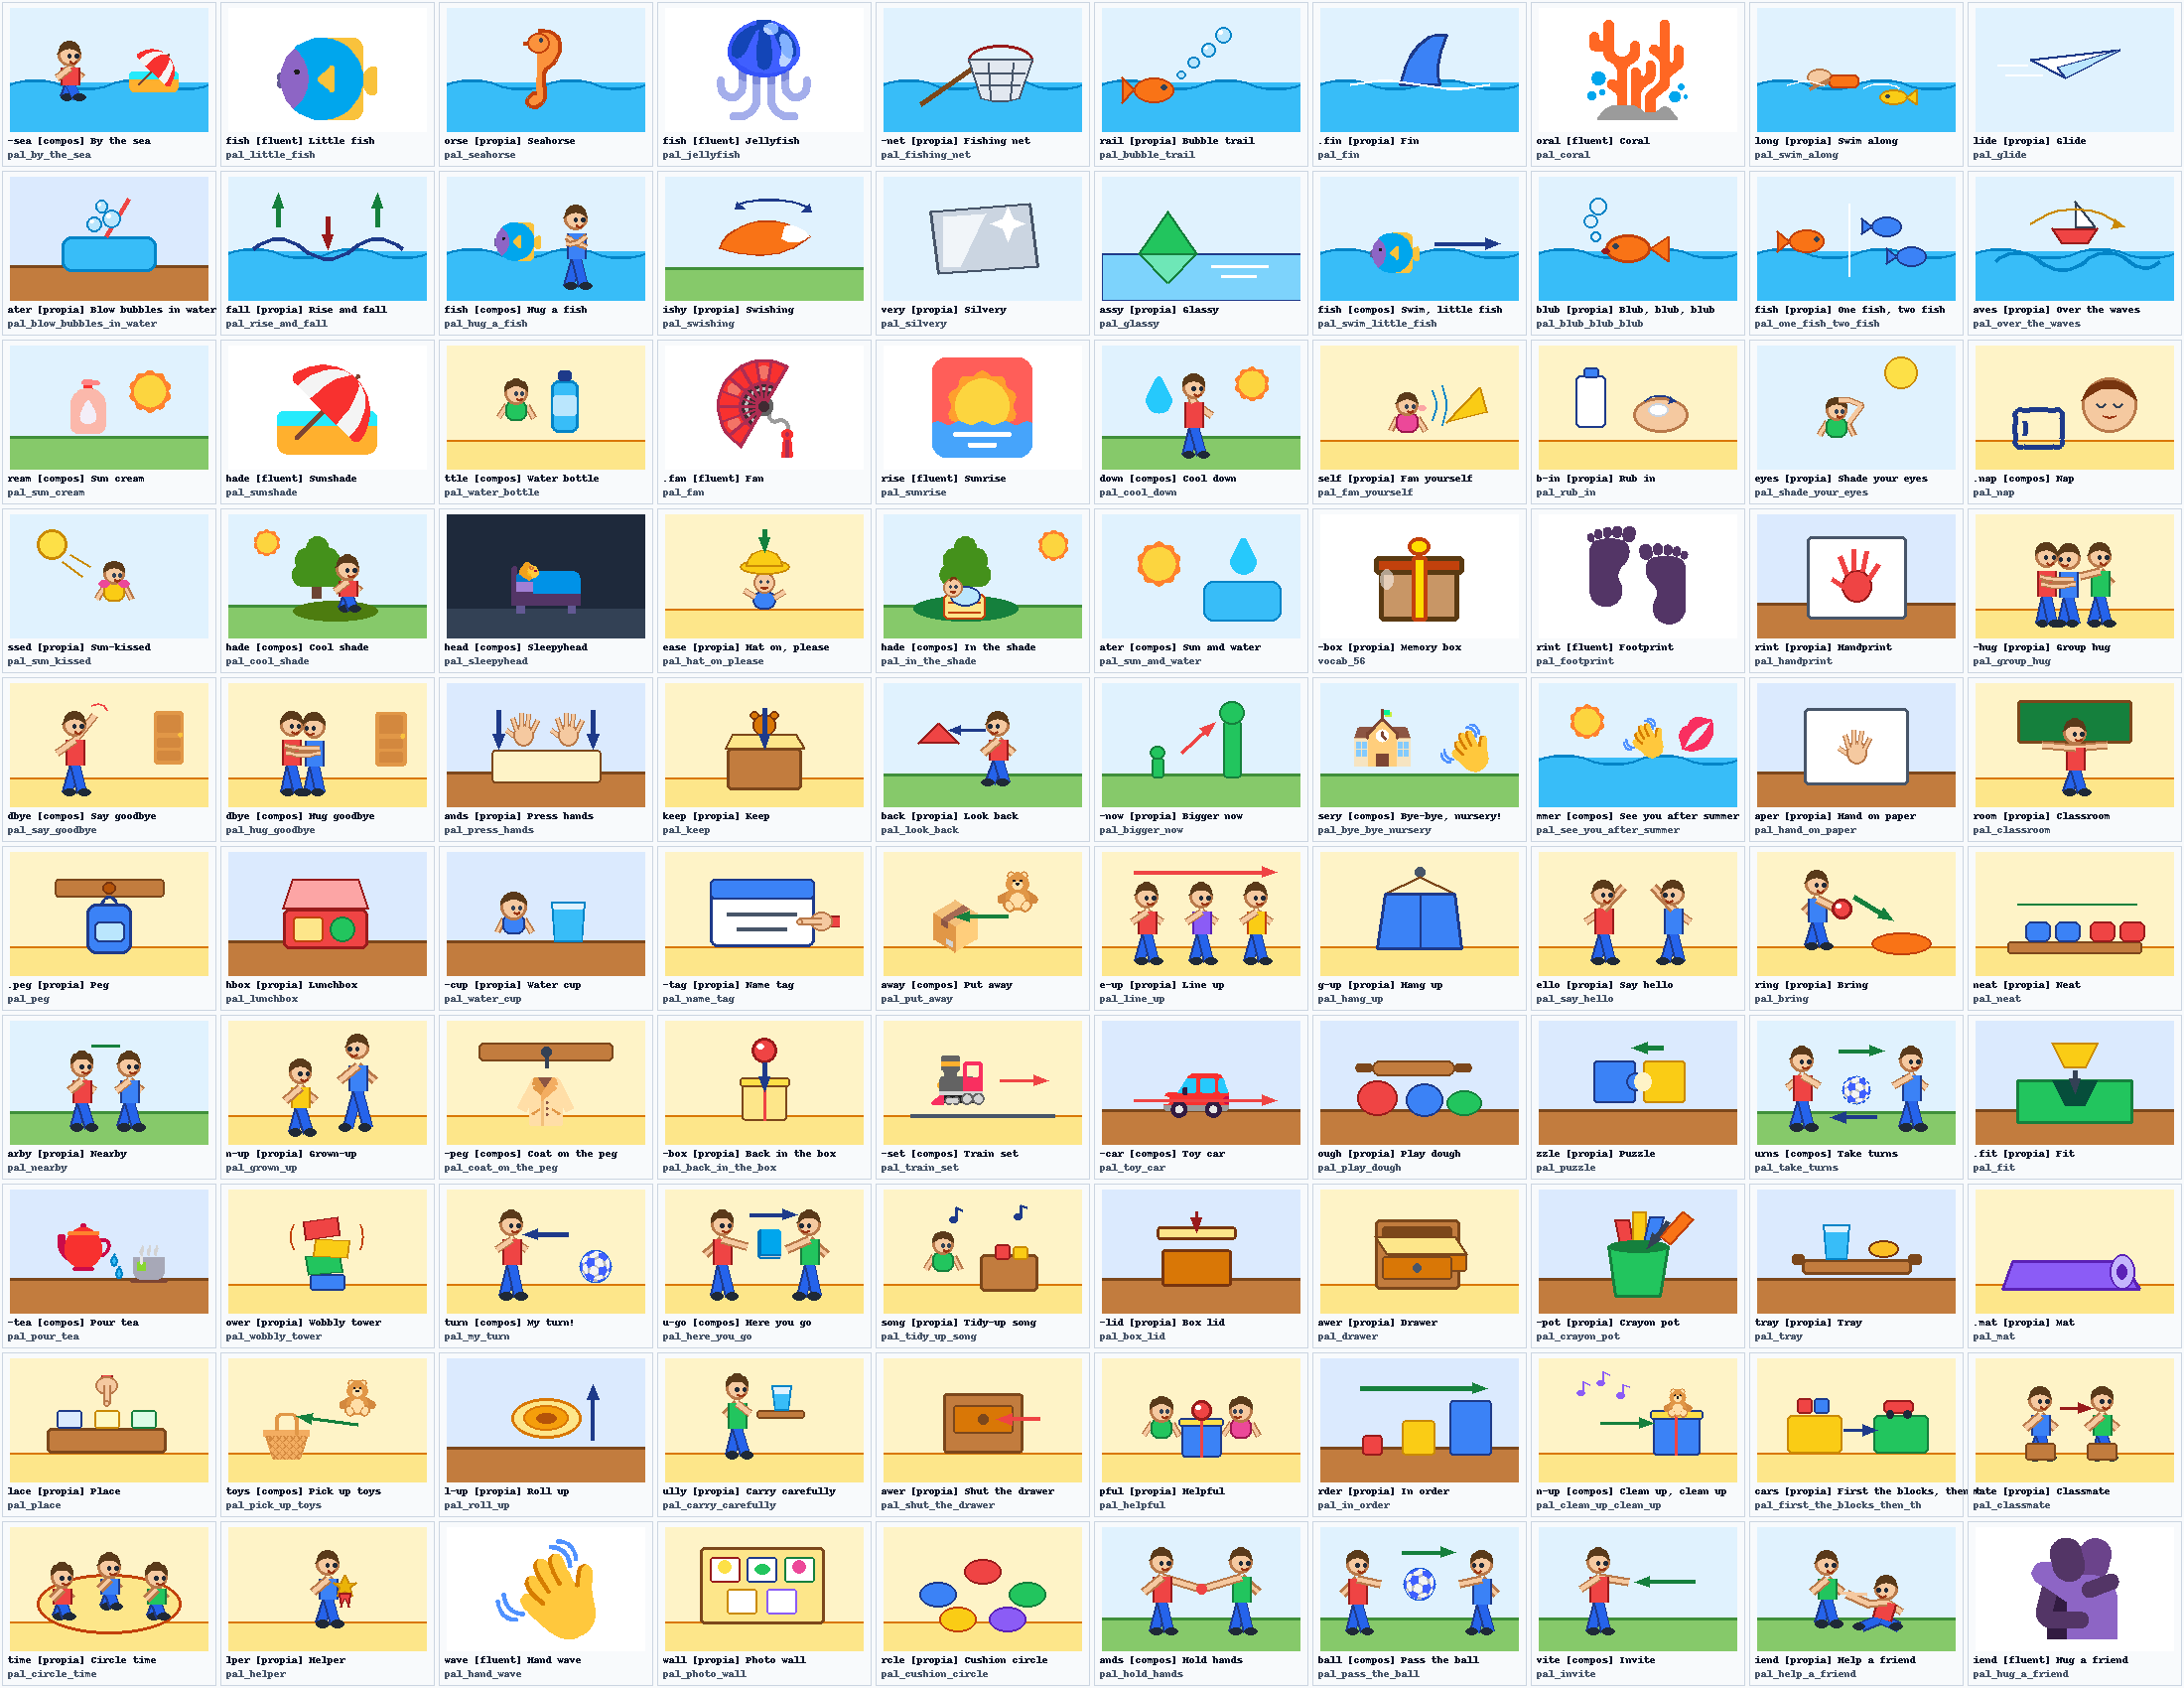 -sea [compos] By the sea
pal_by_the_sea
fish [fluent] Little fish
pal_little_fish
orse [propia] Seahorse
pal_seahorse
fish [fluent] Jellyfish
pal_jellyfish
-net [propia] Fishing net
pal_fishing_net
rail [propia] Bubble trail
pal_bubble_trail
.fin [propia] Fin
pal_fin
oral [fluent] Coral
pal_coral
long [propia] Swim along
pal_swim_along
lide [propia] Glide
pal_glide
ater [propia] Blow bubbles in water
pal_blow_bubbles_in_water
fall [propia] Rise and fall
pal_rise_and_fall
fish [compos] Hug a fish
pal_hug_a_fish
ishy [propia] Swishing
pal_swishing
very [propia] Silvery
pal_silvery
assy [propia] Glassy
pal_glassy
fish [compos] Swim, little fish
pal_swim_little_fish
blub [propia] Blub, blub, blub
pal_blub_blub_blub
fish [propia] One fish, two fish
pal_one_fish_two_fish
aves [propia] Over the waves
pal_over_the_waves
ream [compos] Sun cream
pal_sun_cream
hade [fluent] Sunshade
pal_sunshade
ttle [compos] Water bottle
pal_water_bottle
.fan [fluent] Fan
pal_fan
rise [fluent] Sunrise
pal_sunrise
down [compos] Cool down
pal_cool_down
self [propia] Fan yourself
pal_fan_yourself
b-in [propia] Rub in
pal_rub_in
eyes [propia] Shade your eyes
pal_shade_your_eyes
.nap [compos] Nap
pal_nap
ssed [propia] Sun-kissed
pal_sun_kissed
hade [compos] Cool shade
pal_cool_shade
head [compos] Sleepyhead
pal_sleepyhead
ease [propia] Hat on, please
pal_hat_on_please
hade [compos] In the shade
pal_in_the_shade
ater [compos] Sun and water
pal_sun_and_water
-box [propia] Memory box
vocab_56
rint [fluent] Footprint
pal_footprint
rint [propia] Handprint
pal_handprint
-hug [propia] Group hug
pal_group_hug
dbye [compos] Say goodbye
pal_say_goodbye
dbye [compos] Hug goodbye
pal_hug_goodbye
ands [propia] Press hands
pal_press_hands
keep [propia] Keep
pal_keep
back [propia] Look back
pal_look_back
-now [propia] Bigger now
pal_bigger_now
sery [compos] Bye-bye, nursery!
pal_bye_bye_nursery
mmer [compos] See you after summer
pal_see_you_after_summer
aper [propia] Hand on paper
pal_hand_on_paper
room [propia] Classroom
pal_classroom
.peg [propia] Peg
pal_peg
hbox [propia] Lunchbox
pal_lunchbox
-cup [propia] Water cup
pal_water_cup
-tag [propia] Name tag
pal_name_tag
away [compos] Put away
pal_put_away
e-up [propia] Line up
pal_line_up
g-up [propia] Hang up
pal_hang_up
ello [propia] Say hello
pal_say_hello
ring [propia] Bring
pal_bring
neat [propia] Neat
pal_neat
arby [propia] Nearby
pal_nearby
n-up [propia] Grown-up
pal_grown_up
-peg [propia] Coat on the peg
pal_coat_on_the_peg
-box [propia] Back in the box
pal_back_in_the_box
-set [compos] Train set
pal_train_set
-car [compos] Toy car
pal_toy_car
ough [propia] Play dough
pal_play_dough
zzle [propia] Puzzle
pal_puzzle
urns [compos] Take turns
pal_take_turns
.fit [propia] Fit
pal_fit
-tea [compos] Pour tea
pal_pour_tea
ower [propia] Wobbly tower
pal_wobbly_tower
turn [compos] My turn!
pal_my_turn
u-go [compos] Here you go
pal_here_you_go
song [propia] Tidy-up song
pal_tidy_up_song
-lid [propia] Box lid
pal_box_lid
awer [propia] Drawer
pal_drawer
-pot [propia] Crayon pot
pal_crayon_pot
tray [propia] Tray
pal_tray
.mat [propia] Mat
pal_mat
lace [propia] Place
pal_place
toys [compos] Pick up toys
pal_pick_up_toys
l-up [propia] Roll up
pal_roll_up
ully [propia] Carry carefully
pal_carry_carefully
awer [propia] Shut the drawer
pal_shut_the_drawer
pful [propia] Helpful
pal_helpful
rder [propia] In order
pal_in_order
n-up [compos] Clean up, clean up
pal_clean_up_clean_up
cars [propia] First the blocks, then
pal_first_the_blocks_then_th
mate [propia] Classmate
pal_classmate
time [propia] Circle time
pal_circle_time
lper [propia] Helper
pal_helper
wave [fluent] Hand wave
pal_hand_wave
wall [propia] Photo wall
pal_photo_wall
rcle [propia] Cushion circle
pal_cushion_circle
ands [compos] Hold hands
pal_hold_hands
ball [compos] Pass the ball
pal_pass_the_ball
vite [compos] Invite
pal_invite
iend [propia] Help a friend
pal_help_a_friend
iend [fluent] Hug a friend
pal_hug_a_friend